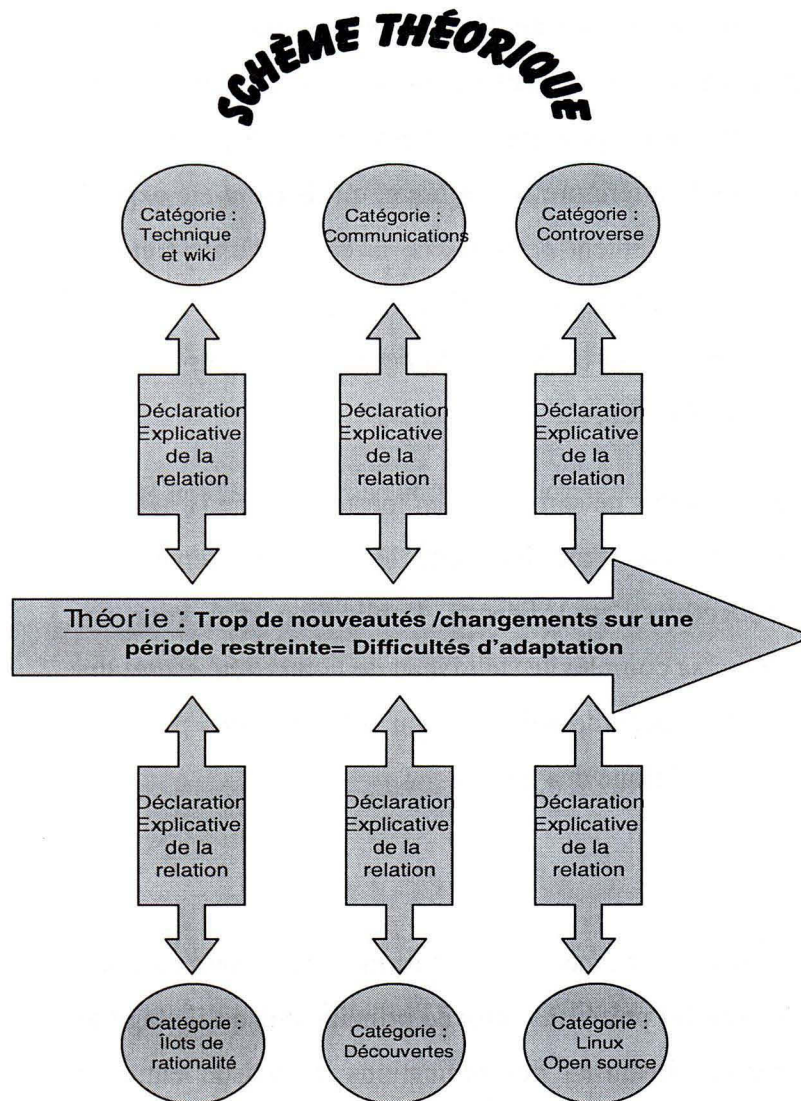 SCHÈME THÉORIQUE
Catégorie :
Technique
et wiki
Catégorie :
Communications
Catégorie :
Controverse
Déclaration
Explicative
de la
relation
Déclaration
Explicative
de la
relation
Déclaration
Explicative
de la
relation
Théorie : Trop de nouveautés /changements sur une
période restreinte= Difficultés d'adaptation
Déclaration
Explicative
de la
relation
Déclaration
Explicative
de la
relation
Déclaration
Explicative
de la
relation
Catégorie :
Îlots de
rationalité
Catégorie :
Découvertes
Catégorie :
Linux
Open source